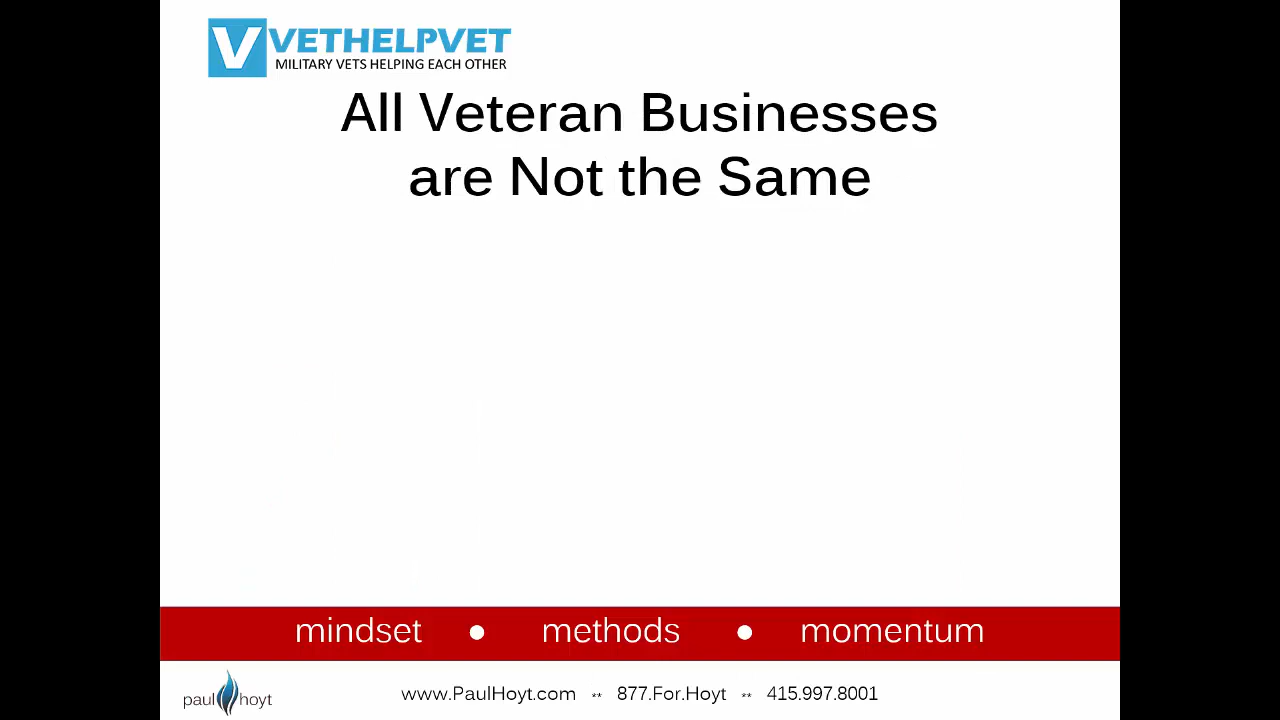 V VETHELPVET
MILITARY VETS HELPING EACH OTHER
All Veteran Businesses
are Not the Same
mindset ● methods ● momentum
paul hoyt
www.PaulHoyt.com ** 877.For.Hoyt ** 415.997.8001